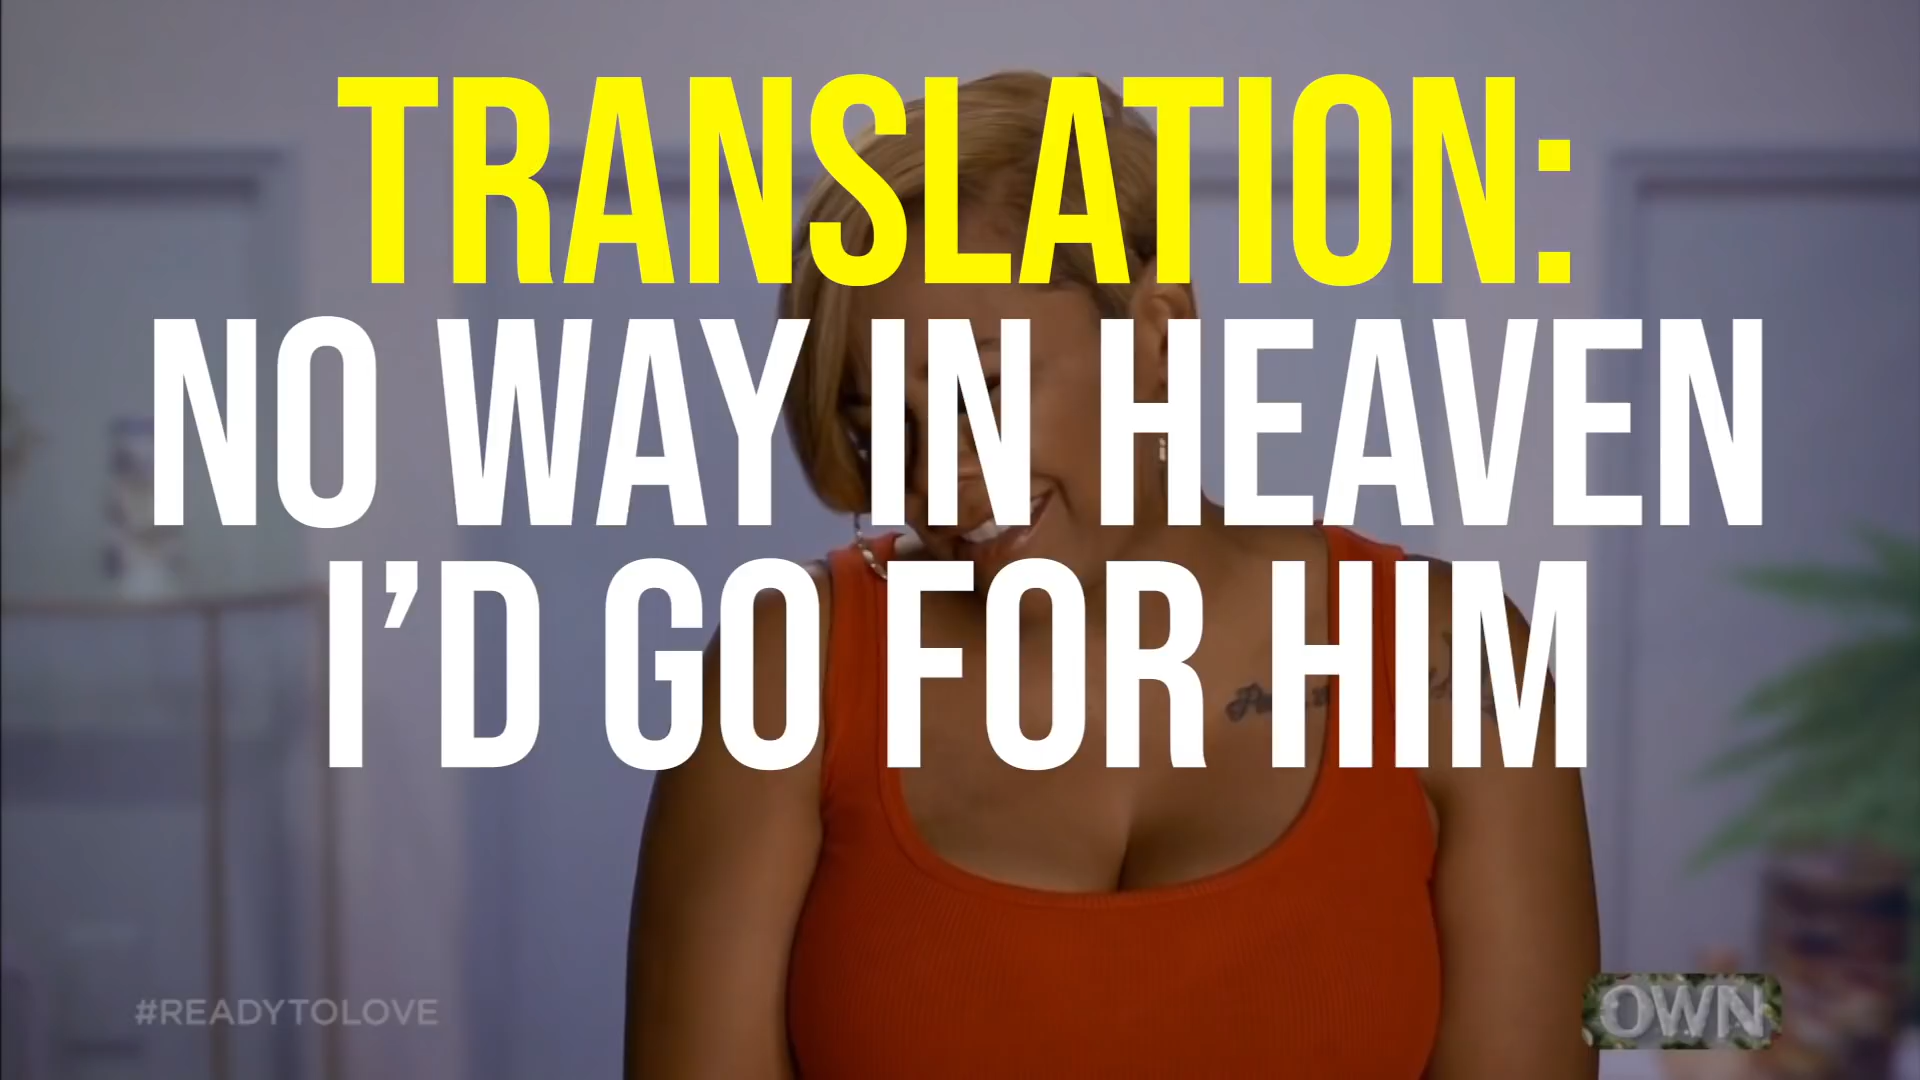 TRANSLATION:
NO WAY IN HEAVEN
I’D GO FOR HIM
#READYTOLOVE
OWN